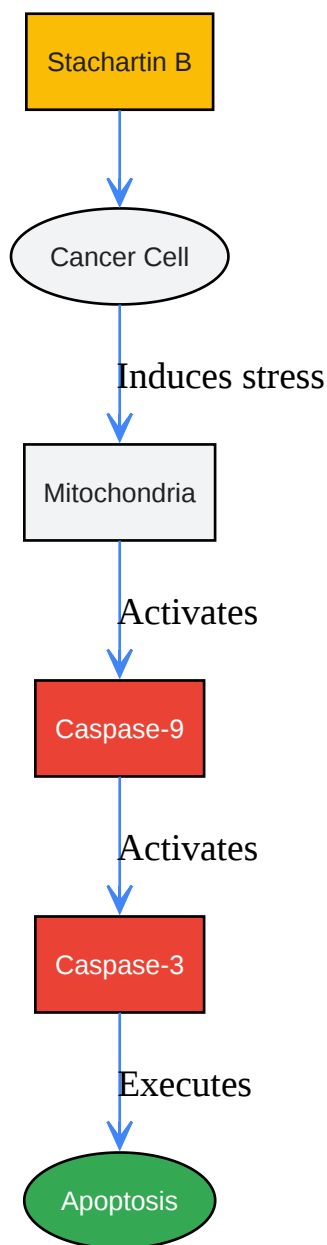 Stachartin B
Cancer Cell
Induces stress
Mitochondria
Activates
Caspase-9
Activates
Caspase-3
Executes
Apoptosis